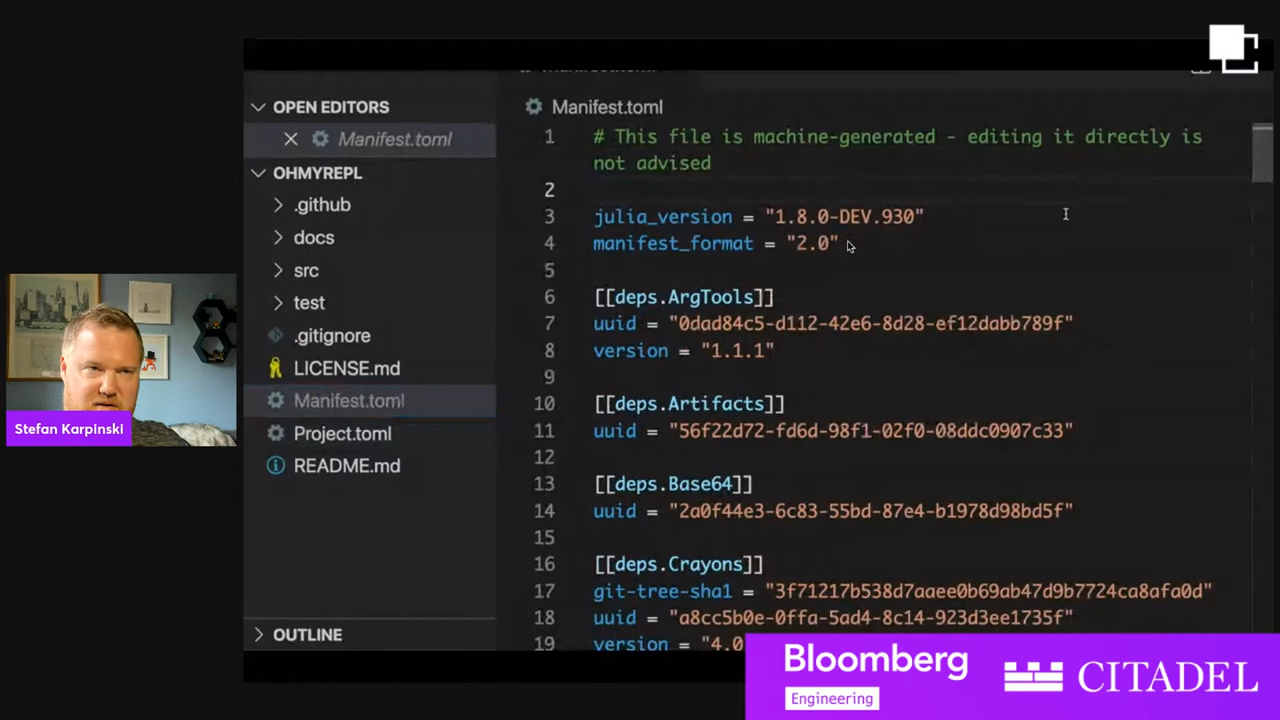 OPEN EDITORS
Manifest.toml
OHMYREPL
.github
docs
src
test
.gitignore
LICENSE.md
Manifest.toml
Project.toml
README.md
OUTLINE
Manifest.toml
1 # This file is machine-generated - editing it directly is
not advised
2
3 julia_version = "1.8.0-DEV.930"
4 manifest_format = "2.0"
5
6 [[deps.ArgTools]]
7 uuid = "0dad84c5-d112-42e6-8d28-ef12dabb789f"
8 version = "1.1.1"
9
10 [[deps.Artifacts]]
11 uuid = "56f22d72-fd6d-98f1-02f0-08ddc0907c33"
12
13 [[deps.Base64]]
14 uuid = "2a0f44e3-6c83-55bd-87e4-b1978d98bd5f"
15
16 [[deps.Crayons]]
17 git-tree-sha1 = "3f71217b538d7aaee0b69ab47d9b7724ca8afa0d"
18 uuid = "a8cc5b0e-0ffa-5ad4-8c14-923d3ee1735f"
19 version = "4.0
Stefan Karpinski
Bloomberg
Engineering
CITADEL